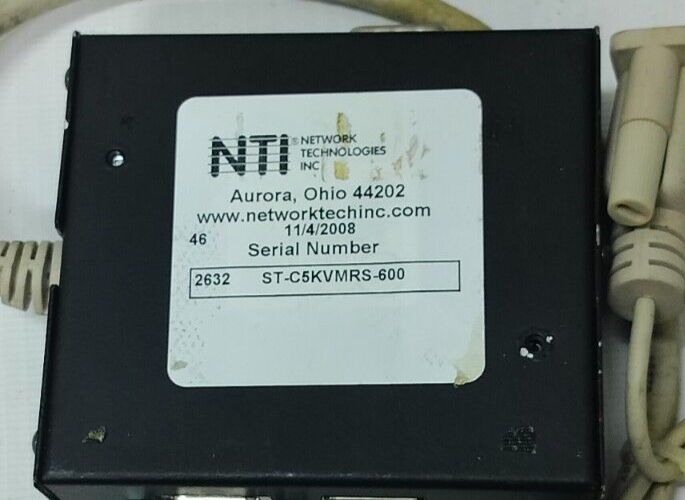 NTI® NETWORK
TECHNOLOGIES
INC
Aurora, Ohio 44202
www.networktechinc.com
11/4/2008
46
Serial Number
2632 ST-C5KVMRS-600